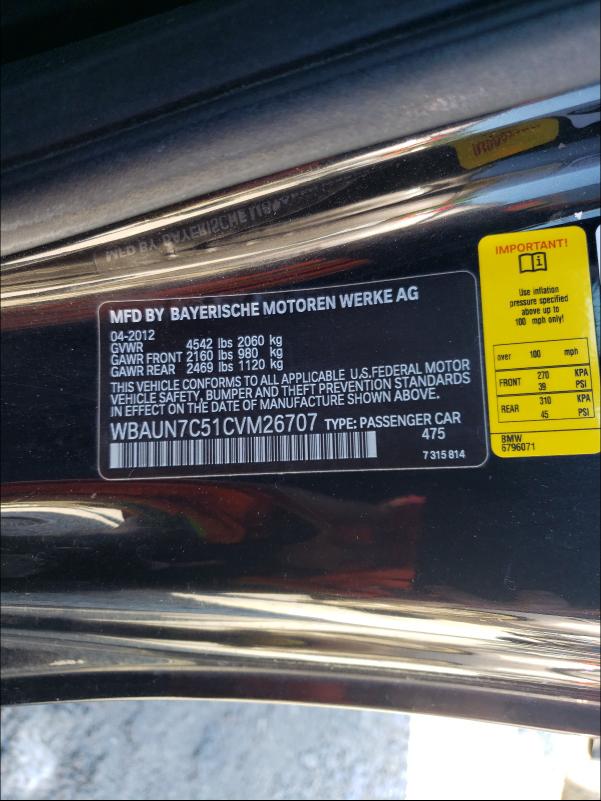 MFD BY BAYERISCHE MOTOREN WERKE AG
04-2012
GVWR 4542 lbs 2060 kg
GAWR FRONT 2160 lbs 980 kg
GAWR REAR 2469 lbs 1120 kg
THIS VEHICLE CONFORMS TO ALL APPLICABLE U.S.FEDERAL MOTOR
VEHICLE SAFETY, BUMPER AND THEFT PREVENTION STANDARDS
IN EFFECT ON THE DATE OF MANUFACTURE SHOWN ABOVE.
WBAUN7C51CVM26707 TYPE: PASSENGER CAR
475
7 315 814
IMPORTANT!
Use inflation
pressure specified
above up to
100 mph only!
over 100 mph
FRONT 270 KPA
39 PSI
REAR 310 KPA
45 PSI
BMW
6796071
MFD BY BAYERISCHE